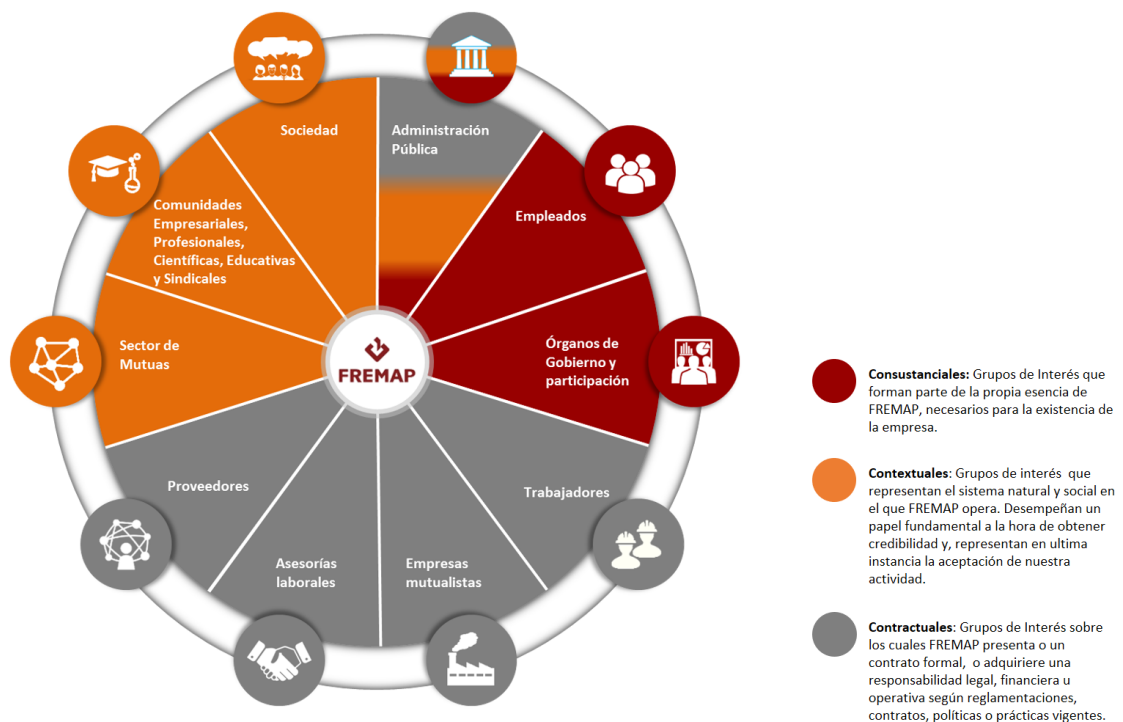 Sociedad
Administración
Pública
Empleados
Órganos de
Gobierno y
participación
Trabajadores
Empresas
mutualistas
Asesorías
laborales
Proveedores
Sector de
Mutuas
Comunidades
Empresariales,
Profesionales,
Científicas, Educativas
y Sindicales
FREMAP
Consustanciales: Grupos de Interés que
forman parte de la propia esencia de
FREMAP, necesarios para la existencia de
la empresa.
Contextuales: Grupos de interés que
representan el sistema natural y social en
el que FREMAP opera. Desempeñan un
papel fundamental a la hora de obtener
credibilidad y, representan en ultima
instancia la aceptación de nuestra
actividad.
Contractuales: Grupos de Interés sobre
los cuales FREMAP presenta o un
contrato formal, o adquiriere una
responsabilidad legal, financiera u
operativa según reglamentaciones,
contratos, políticas o prácticas vigentes.